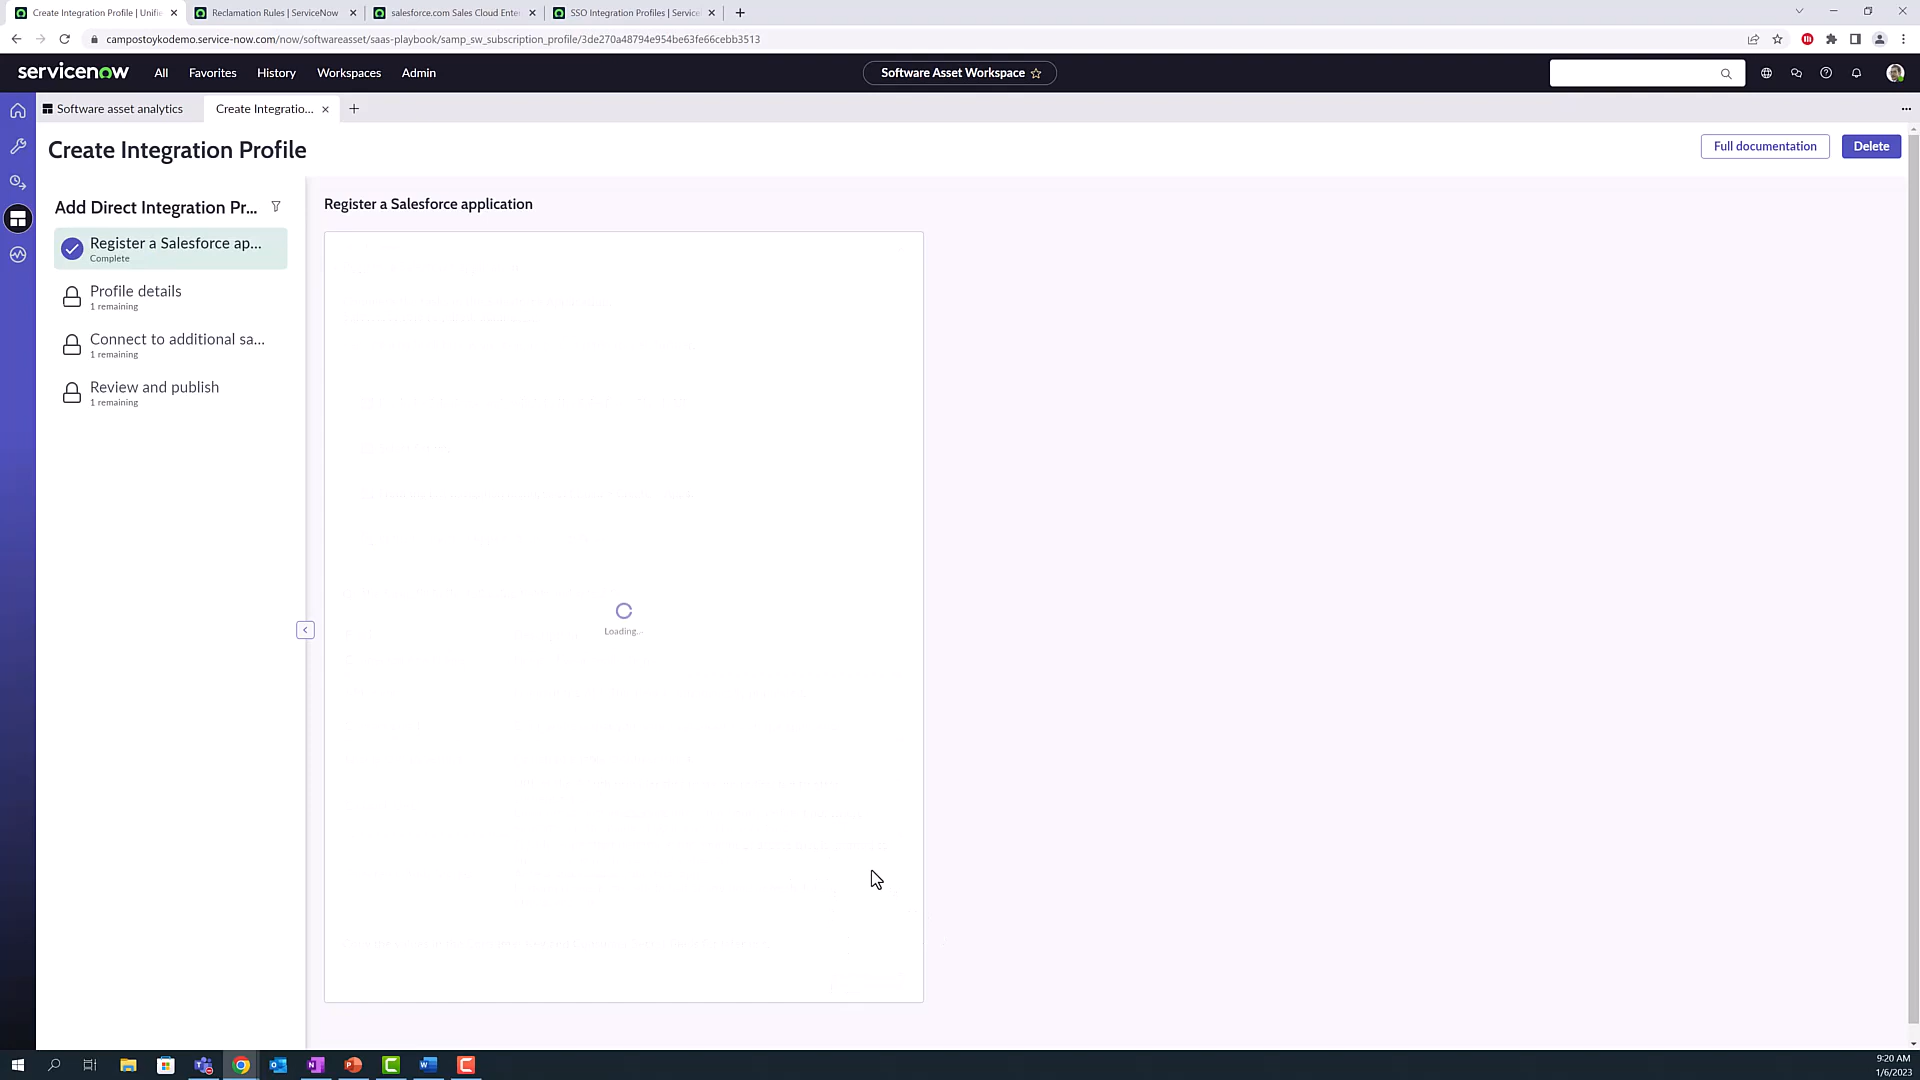 Create Integration Profile | Unifie
Reclamation Rules | ServiceNow
salesforce.com Sales Cloud Enter
SSO Integration Profiles | Service
campostoykodemo.service-now.com/now/softwareasset/saas-playbook/samp_sw_subscription_profile/3de270a48794e954be63fe66cebb3513
servicenow
All
Favorites
History
Workspaces
Admin
Software Asset Workspace
Software asset analytics
Create Integratio...
Create Integration Profile
Full documentation
Delete
Add Direct Integration Pr...
Register a Salesforce application
Register a Salesforce ap...
Complete
Profile details
1 remaining
Connect to additional sa...
1 remaining
Review and publish
1 remaining
Loading...
9:20 AM
1/6/2023